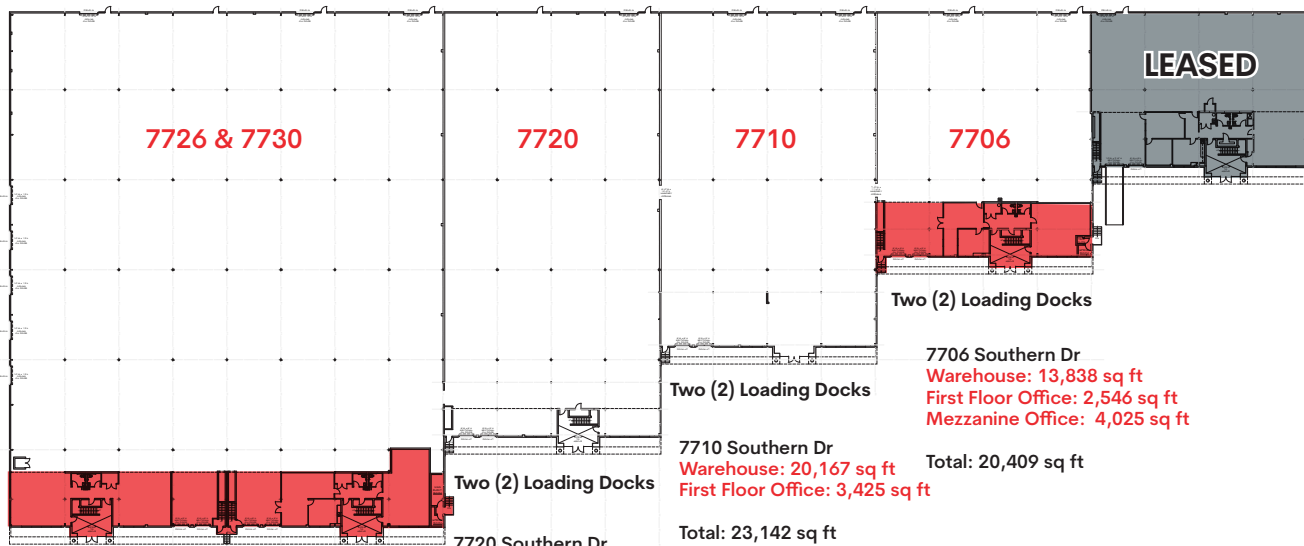 LEASED
7726 & 7730
7720
7710
7706
Two (2) Loading Docks
7706 Southern Dr
Warehouse: 13,838 sq ft
First Floor Office: 2,546 sq ft
Mezzanine Office: 4,025 sq ft
Total: 20,409 sq ft
Two (2) Loading Docks
7710 Southern Dr
Warehouse: 20,167 sq ft
First Floor Office: 3,425 sq ft
Total: 23,142 sq ft
Two (2) Loading Docks
7720 Southern Dr